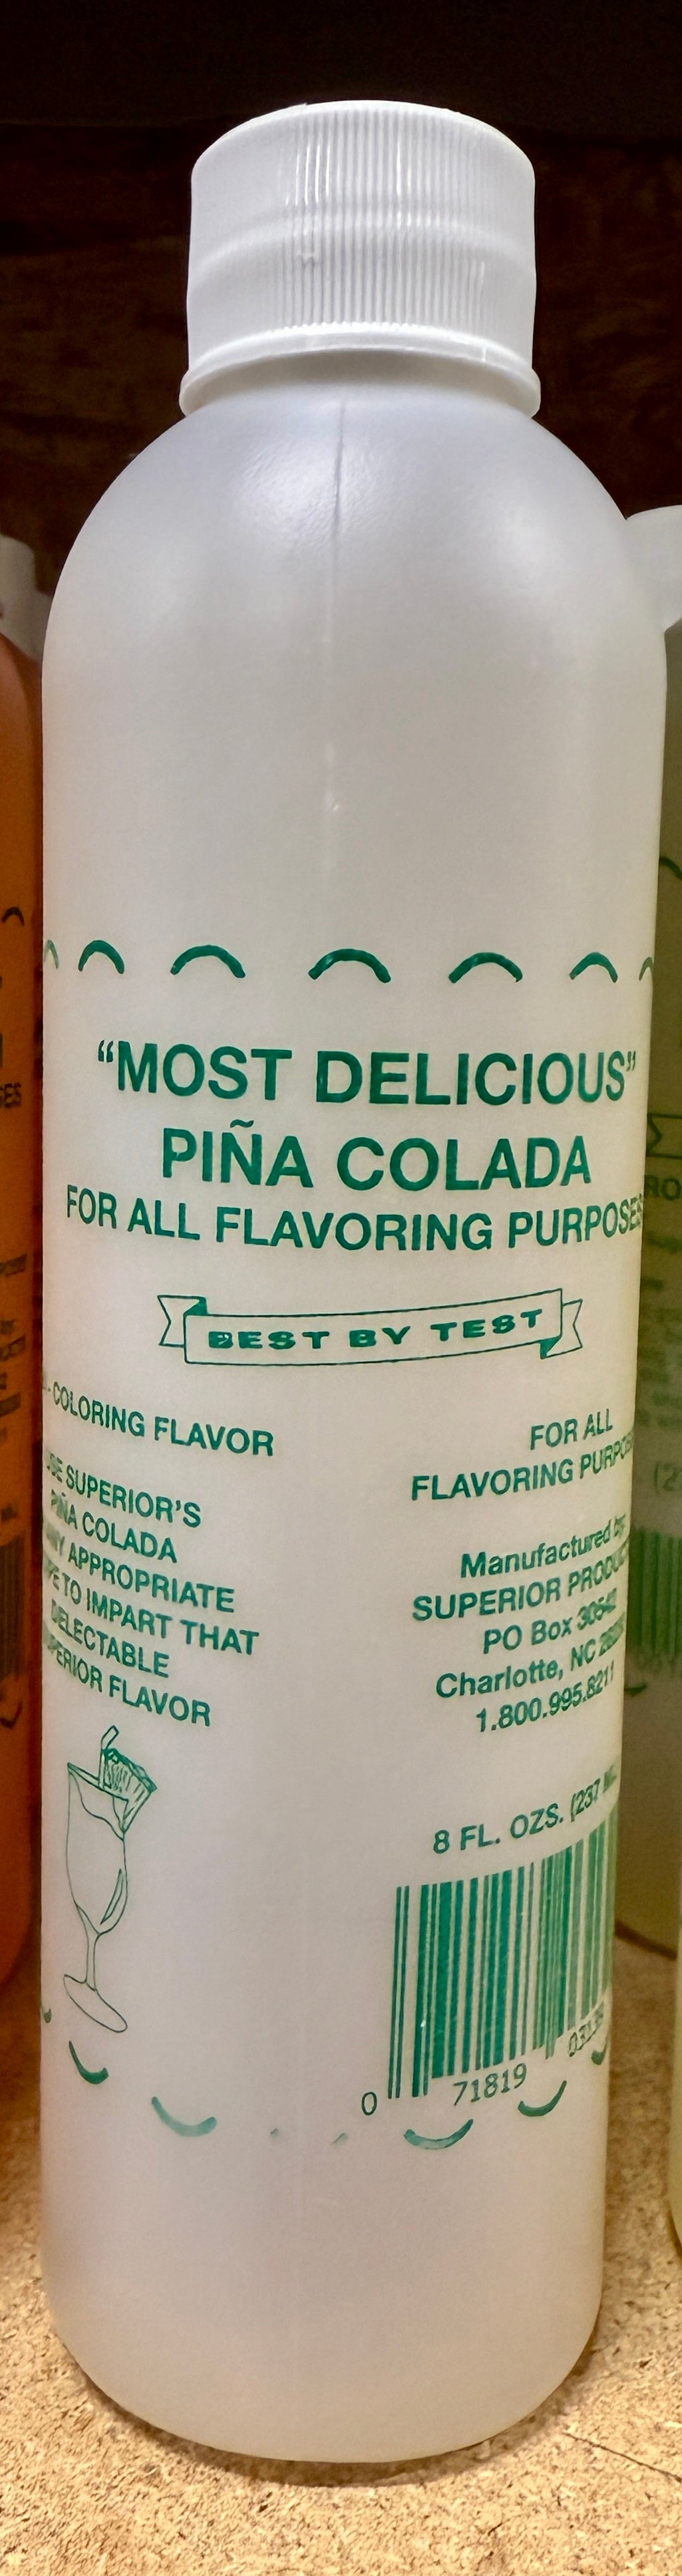 “MOST DELICIOUS”
PIÑA COLADA
FOR ALL FLAVORING PURPOSES
BEST BY TEST
COLORING FLAVOR
SUPERIOR'S
PIÑA COLADA
APPROPRIATE
TO IMPART THAT
DELECTABLE
FLAVOR
FOR ALL
FLAVORING
Manufactured by:
SUPERIOR
PO Box
Charlotte, NC
1.800.995.8211
8 FL. OZS. (237
0 71819